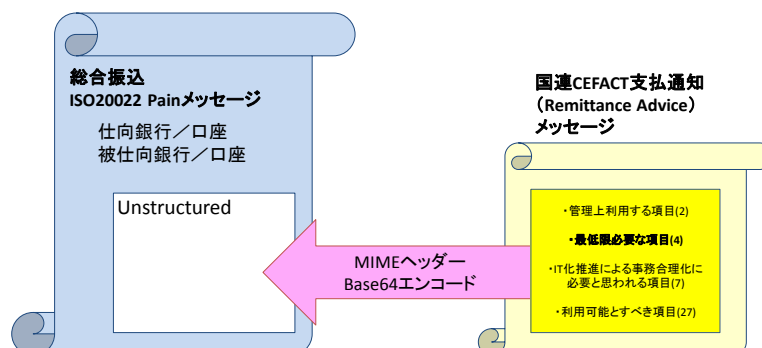 総合振込
ISO20022 Painメッセージ
仕向銀行／口座
被仕向銀行／口座
Unstructured
MIMEヘッダー
Base64エンコード
国連CEFACT支払通知
（Remittance Advice）
メッセージ
・管理上利用する項目(2)
・最低限必要な項目(4)
・IT化推進による事務合理化に
必要と思われる項目(7)
・利用可能とすべき項目(27)